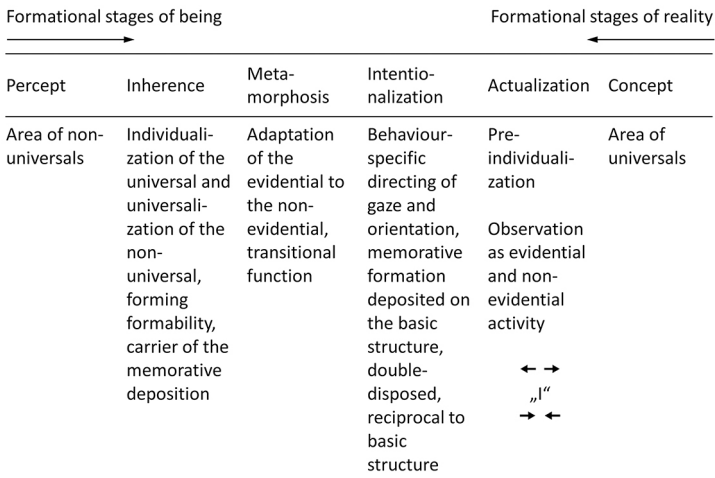 Formational stages of being
Formational stages of reality
Percept
Inherence
Meta-
morphosis
Intentio-
nalization
Actualization
Concept
Area of non-
universals
Individuali-
zation of the
universal and
universali-
zation of the
non-
universal,
forming
formability,
carrier of the
memorative
deposition
Adaptation
of the
evidential to
the non-
evidential,
transitional
function
Behaviour-
specific
directing of
gaze and
orientation,
memorative
formation
deposited on
the basic
structure,
double-
disposed,
reciprocal to
basic
structure
Pre-
individuali-
zation
Observation
as evidential
and non-
evidential
activity
„I“
Area of
universals